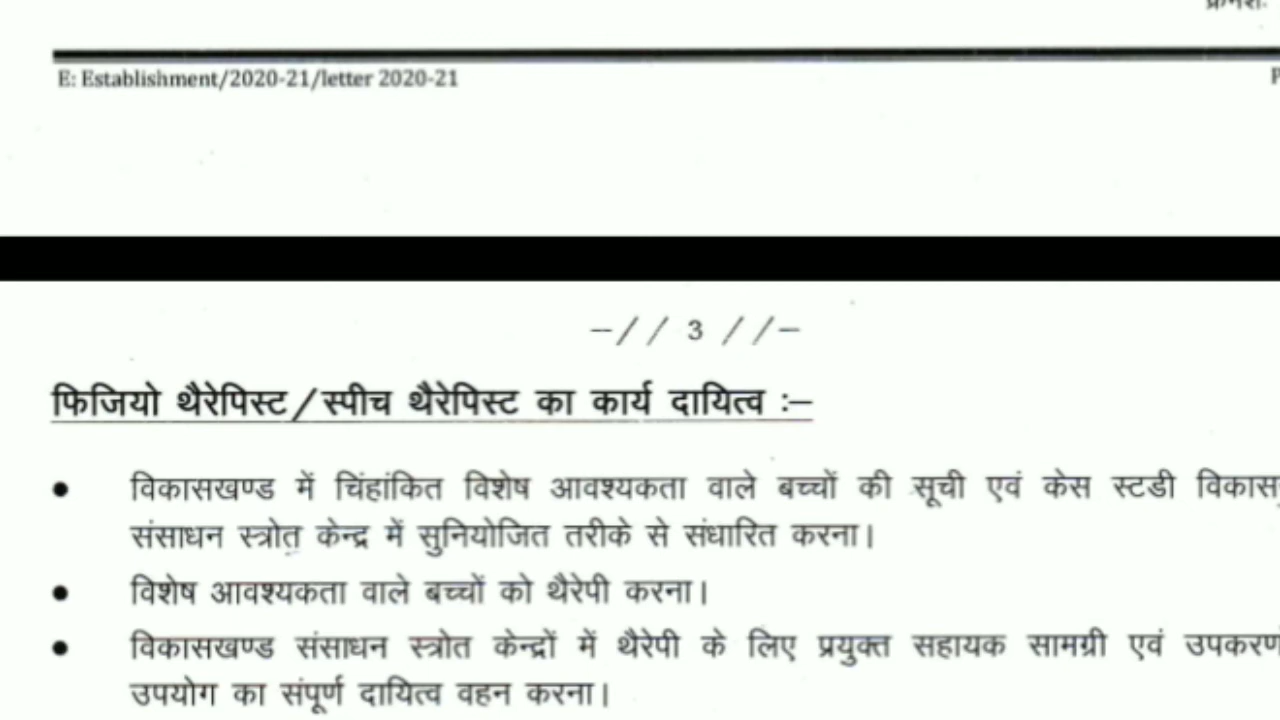 E: Establishment/2020-21/letter 2020-21
–// 3 //–
फिजियो थैरेपिस्ट/स्पीच थैरेपिस्ट का कार्य दायित्व :–
• विकासखण्ड में चिंहांकित विशेष आवश्यकता वाले बच्चों की सूची एवं केस स्टडी
संसाधन स्त्रोत केन्द्र में सुनियोजित तरीके से संधारित करना।
• विशेष आवश्यकता वाले बच्चों को थैरेपी करना।
• विकासखण्ड संसाधन स्त्रोत केन्द्रों में थैरेपी के लिए प्रयुक्त सहायक सामग्री एवं
उपयोग का संपूर्ण दायित्व वहन करना।